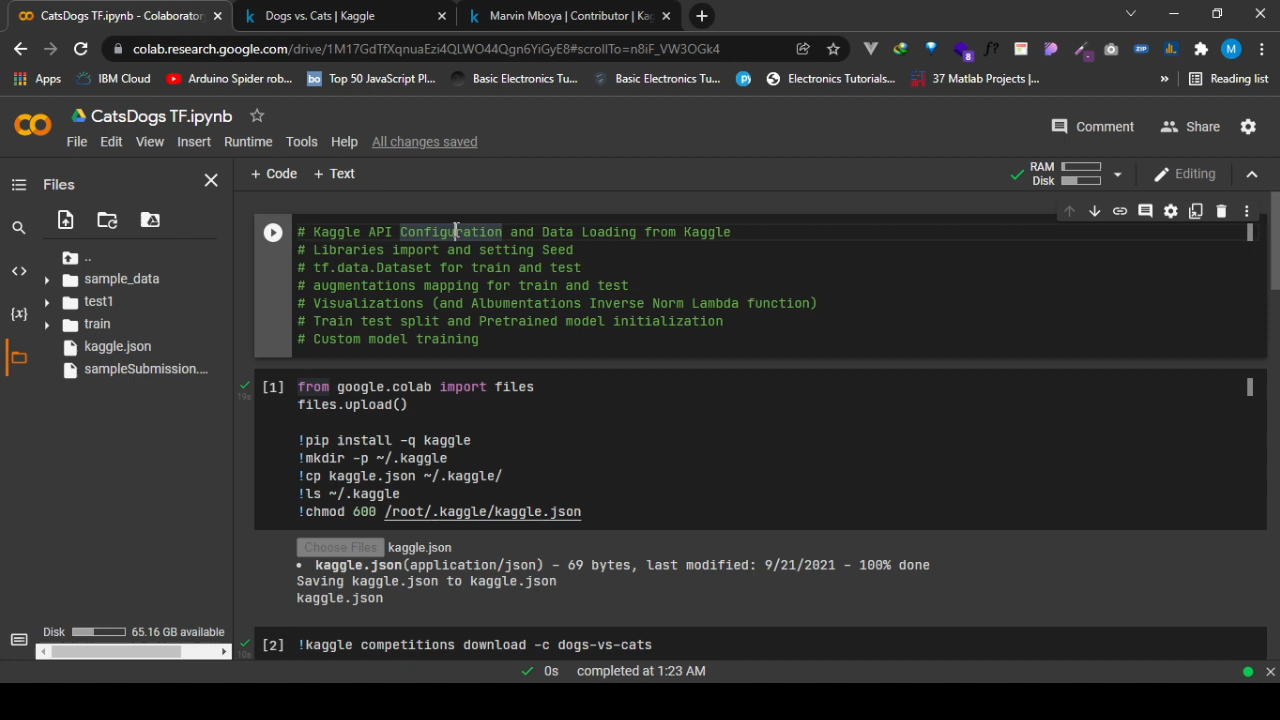 CatsDogs TF.ipynb - Colaborator
Dogs vs. Cats | Kaggle
Marvin Mboya | Contributor | Kag
colab.research.google.com/drive/1M17GdTfXqnuaEzi4QLWO44Qgn6YiGyE8#scrollTo=n8iF_VW3OGk4
Apps
IBM Cloud
Arduino Spider rob...
bo
Top 50 JavaScript Pl...
Basic Electronics Tu...
Basic Electronics Tu...
Electronics Tutorials...
37 Matlab Projects |...
»
Reading list
CatsDogs TF.ipynb
File Edit View Insert Runtime Tools Help All changes saved
Comment
Share
Files
+ Code + Text
RAM
Disk
Editing
..
sample_data
test1
train
kaggle.json
sampleSubmission....
# Kaggle API Configuration and Data Loading from Kaggle
# Libraries import and setting Seed
# tf.data.Dataset for train and test
# augmentations mapping for train and test
# Visualizations (and Albumentations Inverse Norm Lambda function)
# Train test split and Pretrained model initialization
# Custom model training
[1] from google.colab import files
19s
files.upload()
!pip install -q kaggle
!mkdir -p ~/.kaggle
!cp kaggle.json ~/.kaggle/
!ls ~/.kaggle
!chmod 600 /root/.kaggle/kaggle.json
Choose Files kaggle.json
• kaggle.json(application/json) - 69 bytes, last modified: 9/21/2021 - 100% done
Saving kaggle.json to kaggle.json
kaggle.json
[2] !kaggle competitions download -c dogs-vs-cats
10s
Disk 65.16 GB available
0s completed at 1:23 AM